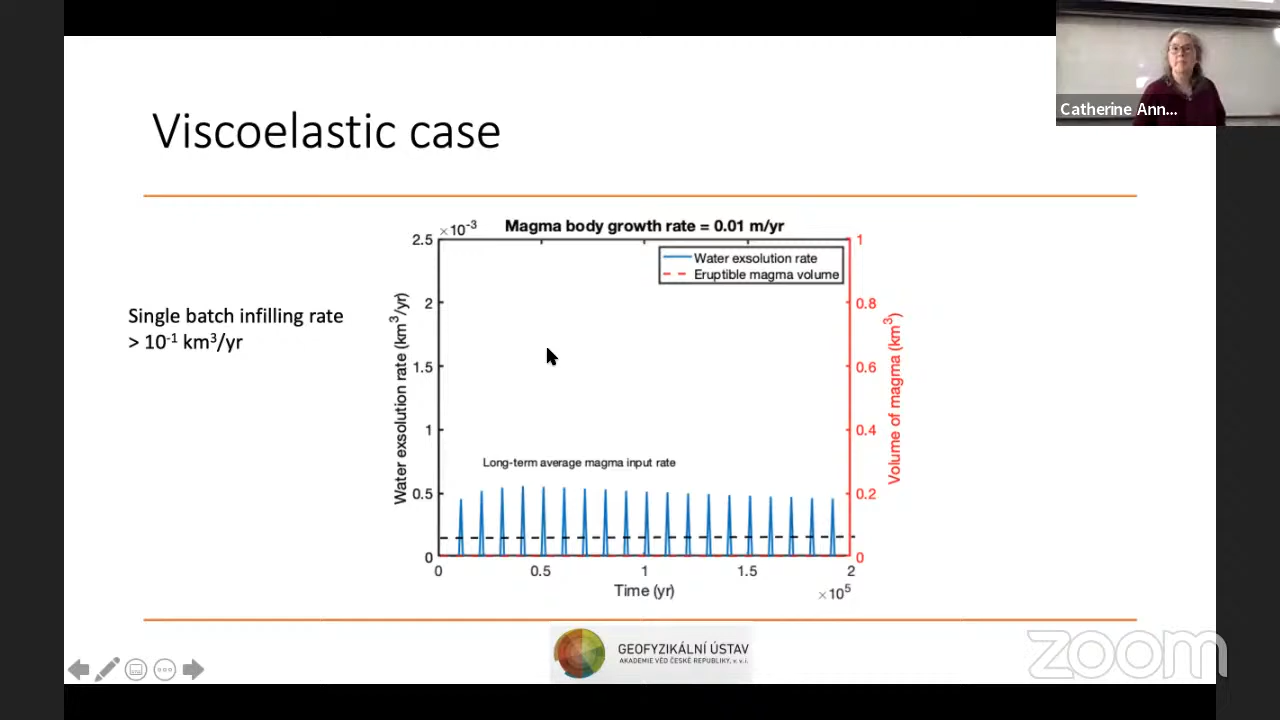 Catherine Ann...
Viscoelastic case
Single batch infilling rate
> 10⁻¹ km³/yr
×10⁻³
Magma body growth rate = 0.01 m/yr
Water exsolution rate
Eruptible magma volume
Water exsolution rate (km³/yr)
2.5
2
1.5
1
0.5
0
Long-term average magma input rate
1
0.8
0.6
0.4
0.2
0
Volume of magma (km³)
0
0.5
1
1.5
2
Time (yr)
×10⁵
GEOFYZIKÁLNÍ ÚSTAV
AKADEMIE VĚD ČESKÉ REPUBLIKY, v. v. i.
zoom